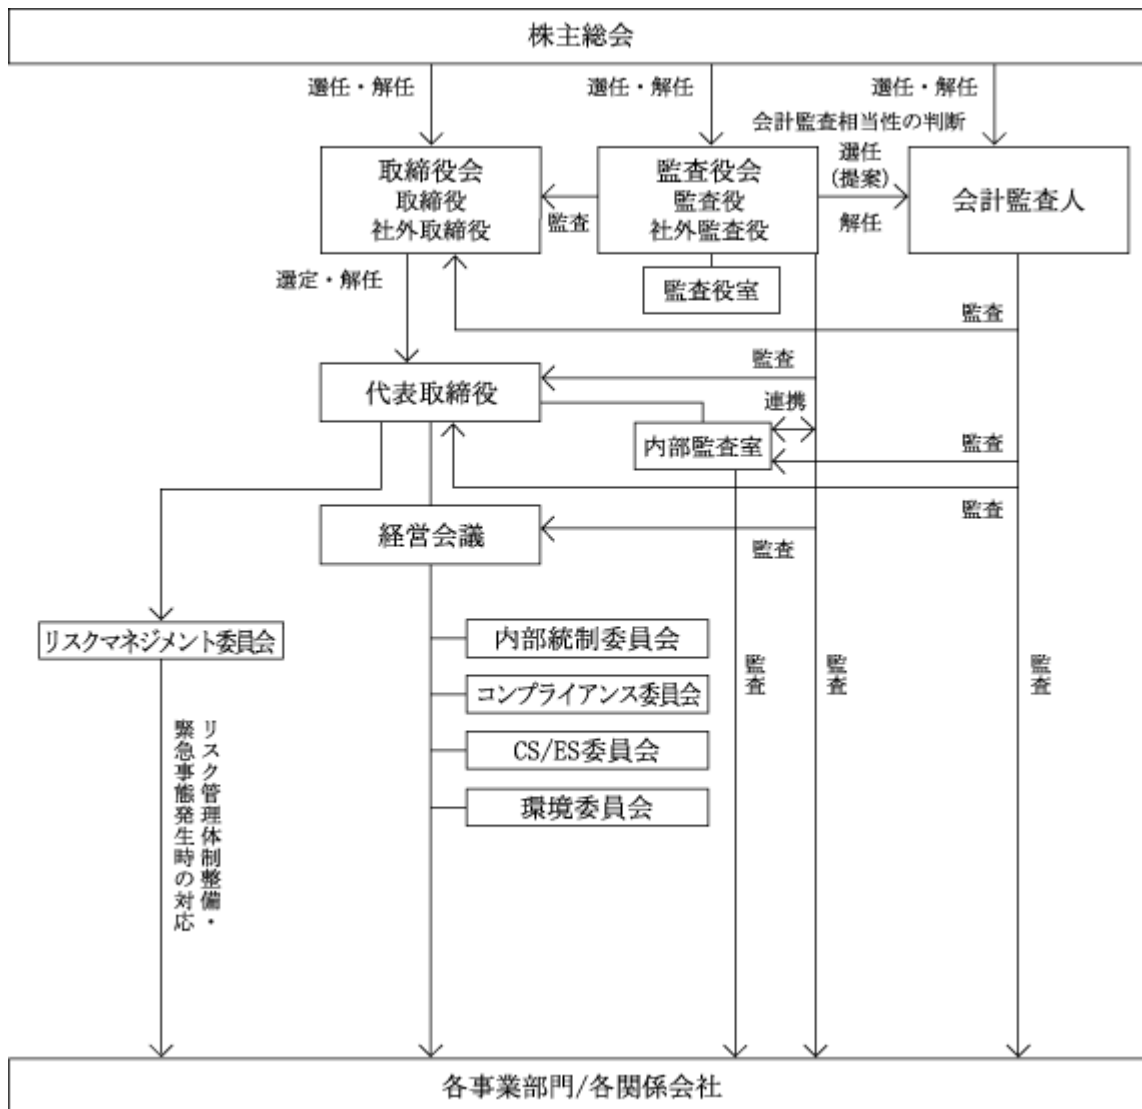 株主総会
選任・解任
選任・解任
選任・解任
会計監査相当性の判断
取締役会
取締役
社外取締役
監査
監査役会
監査役
社外監査役
選任
(提案)
解任
会計監査人
監査役室
選定・解任
監査
代表取締役
監査
連携
内部監査室
監査
監査
経営会議
監査
リスクマネジメント委員会
内部統制委員会
コンプライアンス委員会
CS/ES委員会
環境委員会
監査
監査
監査
リスク管理体制整備・
緊急事態発生時の対応
各事業部門/各関係会社